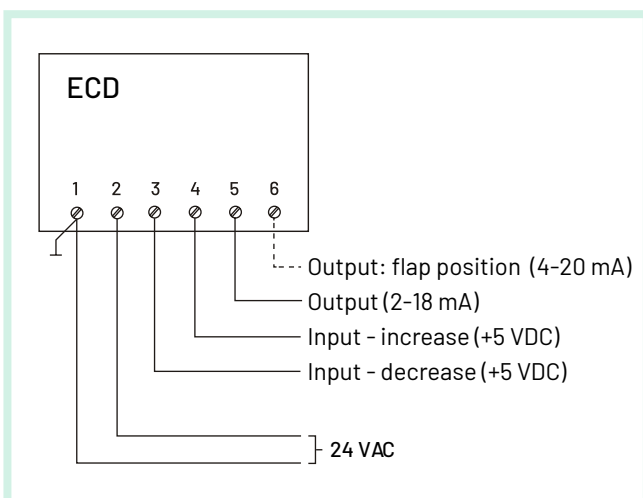 ECD
1 2 3 4 5 6
Output: flap position (4-20 mA)
Output (2-18 mA)
Input - increase (+5 VDC)
Input - decrease (+5 VDC)
24 VAC